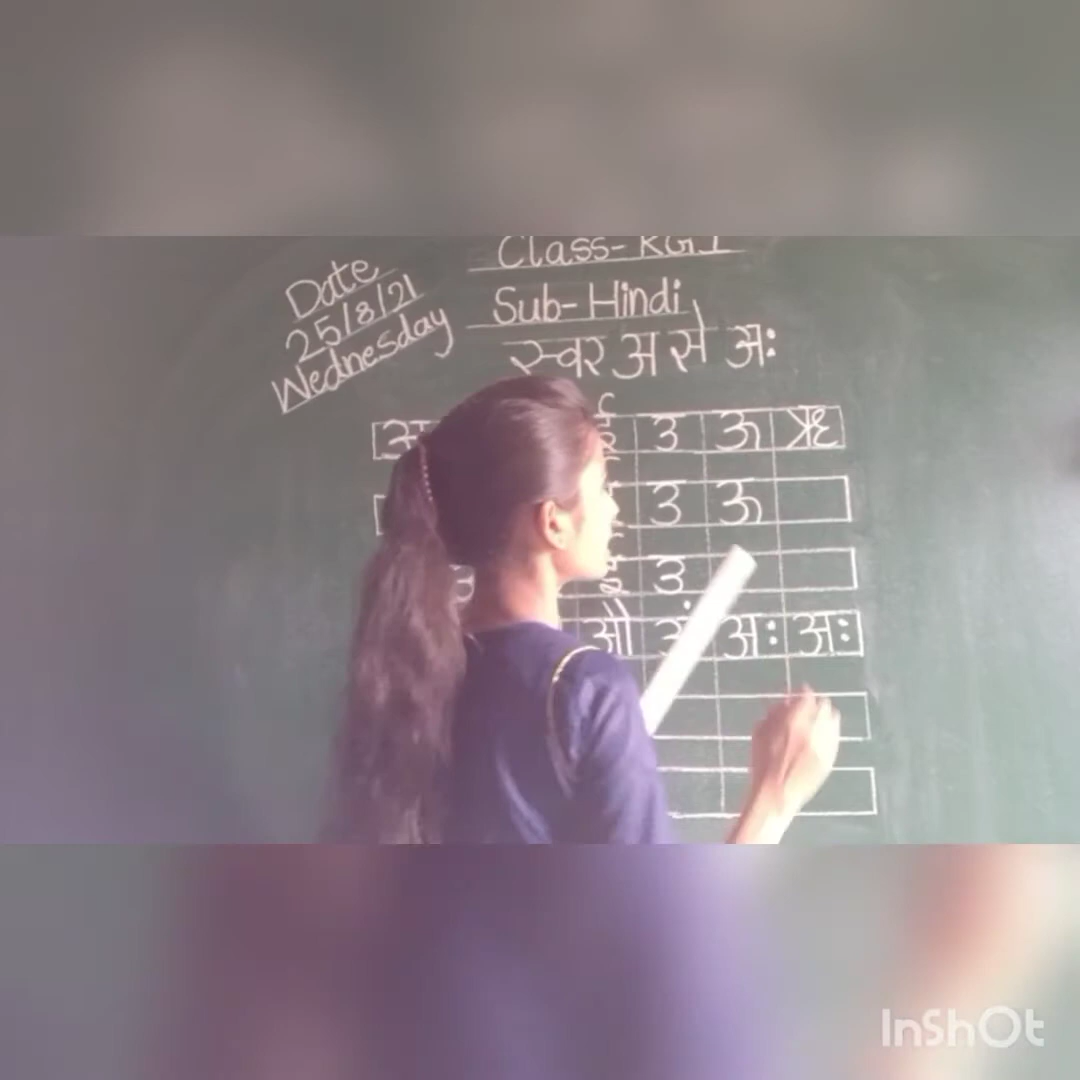 Class- KG.I
Date
25/8/21
Wednesday
Sub- Hindi
स्वर अ से अः
अ ई उ ऊ ऋ
उ ऊ
उ
औ अं अः अः
InShOt